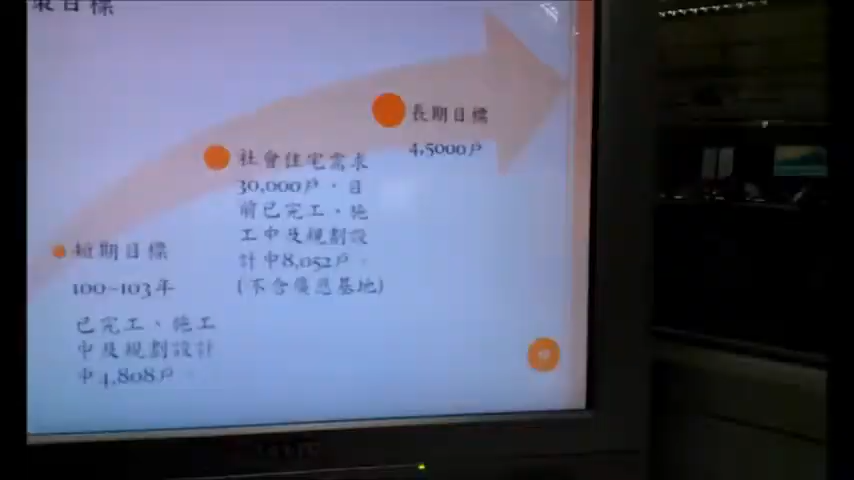 策目標
長期目標
4,5000戶
社會住宅需求
30,000戶，目
前已完工、施
工中及規劃設
計中8,052戶。
(不含優惠基地)
短期目標
100~103年
已完工、施工
中及規劃設計
中4,808戶。